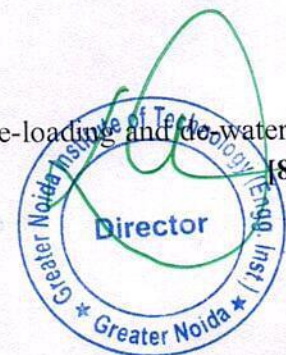 e-loading and de-water
[8
Greater Noida Institute of Technology (Engg Inst.)
Director
★ Greater Noida ★